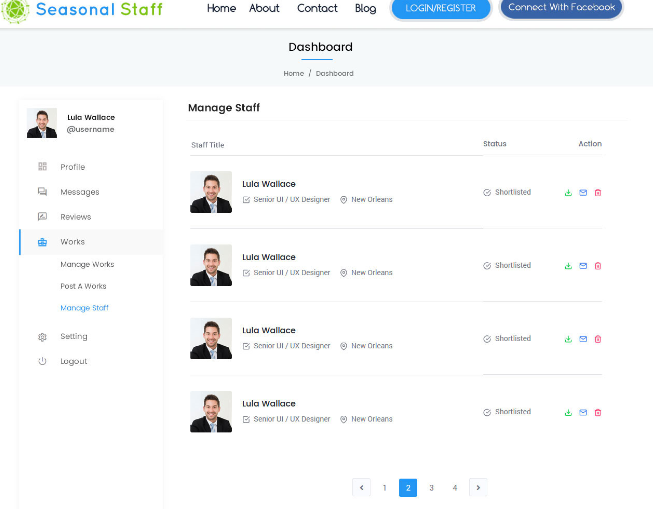 Seasonal Staff
Home About Contact Blog LOGIN/REGISTER Connect With Facebook
Dashboard
Home / Dashboard
Lula Wallace
@username
Profile
Messages
Reviews
Works
Manage Works
Post A Works
Manage Staff
Setting
Logout
Manage Staff
Staff Title Status Action
Lula Wallace
Senior UI / UX Designer New Orleans Shortlisted
Lula Wallace
Senior UI / UX Designer New Orleans Shortlisted
Lula Wallace
Senior UI / UX Designer New Orleans Shortlisted
Lula Wallace
Senior UI / UX Designer New Orleans Shortlisted
1 2 3 4